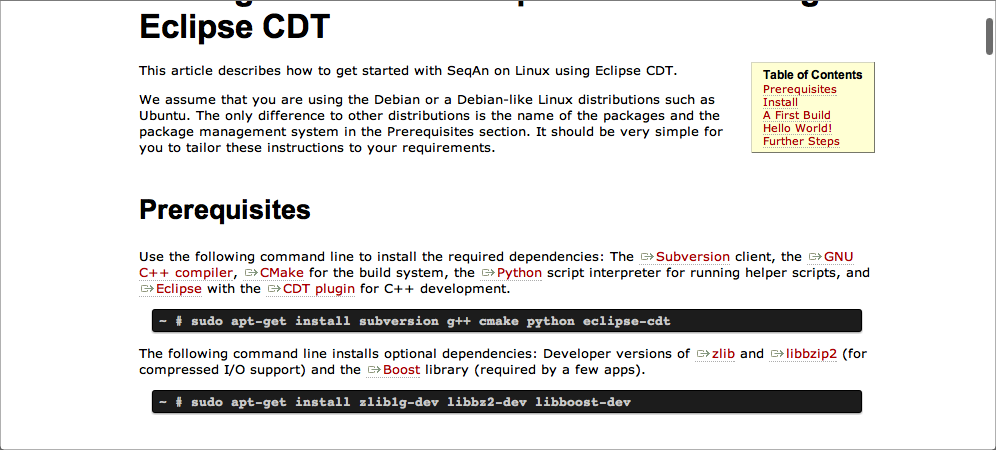 Eclipse CDT
This article describes how to get started with SeqAn on Linux using Eclipse CDT.
We assume that you are using the Debian or a Debian-like Linux distributions such as
Ubuntu. The only difference to other distributions is the name of the packages and the
package management system in the Prerequisites section. It should be very simple for
you to tailor these instructions to your requirements.
Table of Contents
Prerequisites
Install
A First Build
Hello World!
Further Steps
Prerequisites
Use the following command line to install the required dependencies: The Subversion client, the GNU
C++ compiler, CMake for the build system, the Python script interpreter for running helper scripts, and
Eclipse with the CDT plugin for C++ development.
~ # sudo apt-get install subversion g++ cmake python eclipse-cdt
The following command line installs optional dependencies: Developer versions of zlib and libbzip2 (for
compressed I/O support) and the Boost library (required by a few apps).
~ # sudo apt-get install zlib1g-dev libbz2-dev libboost-dev